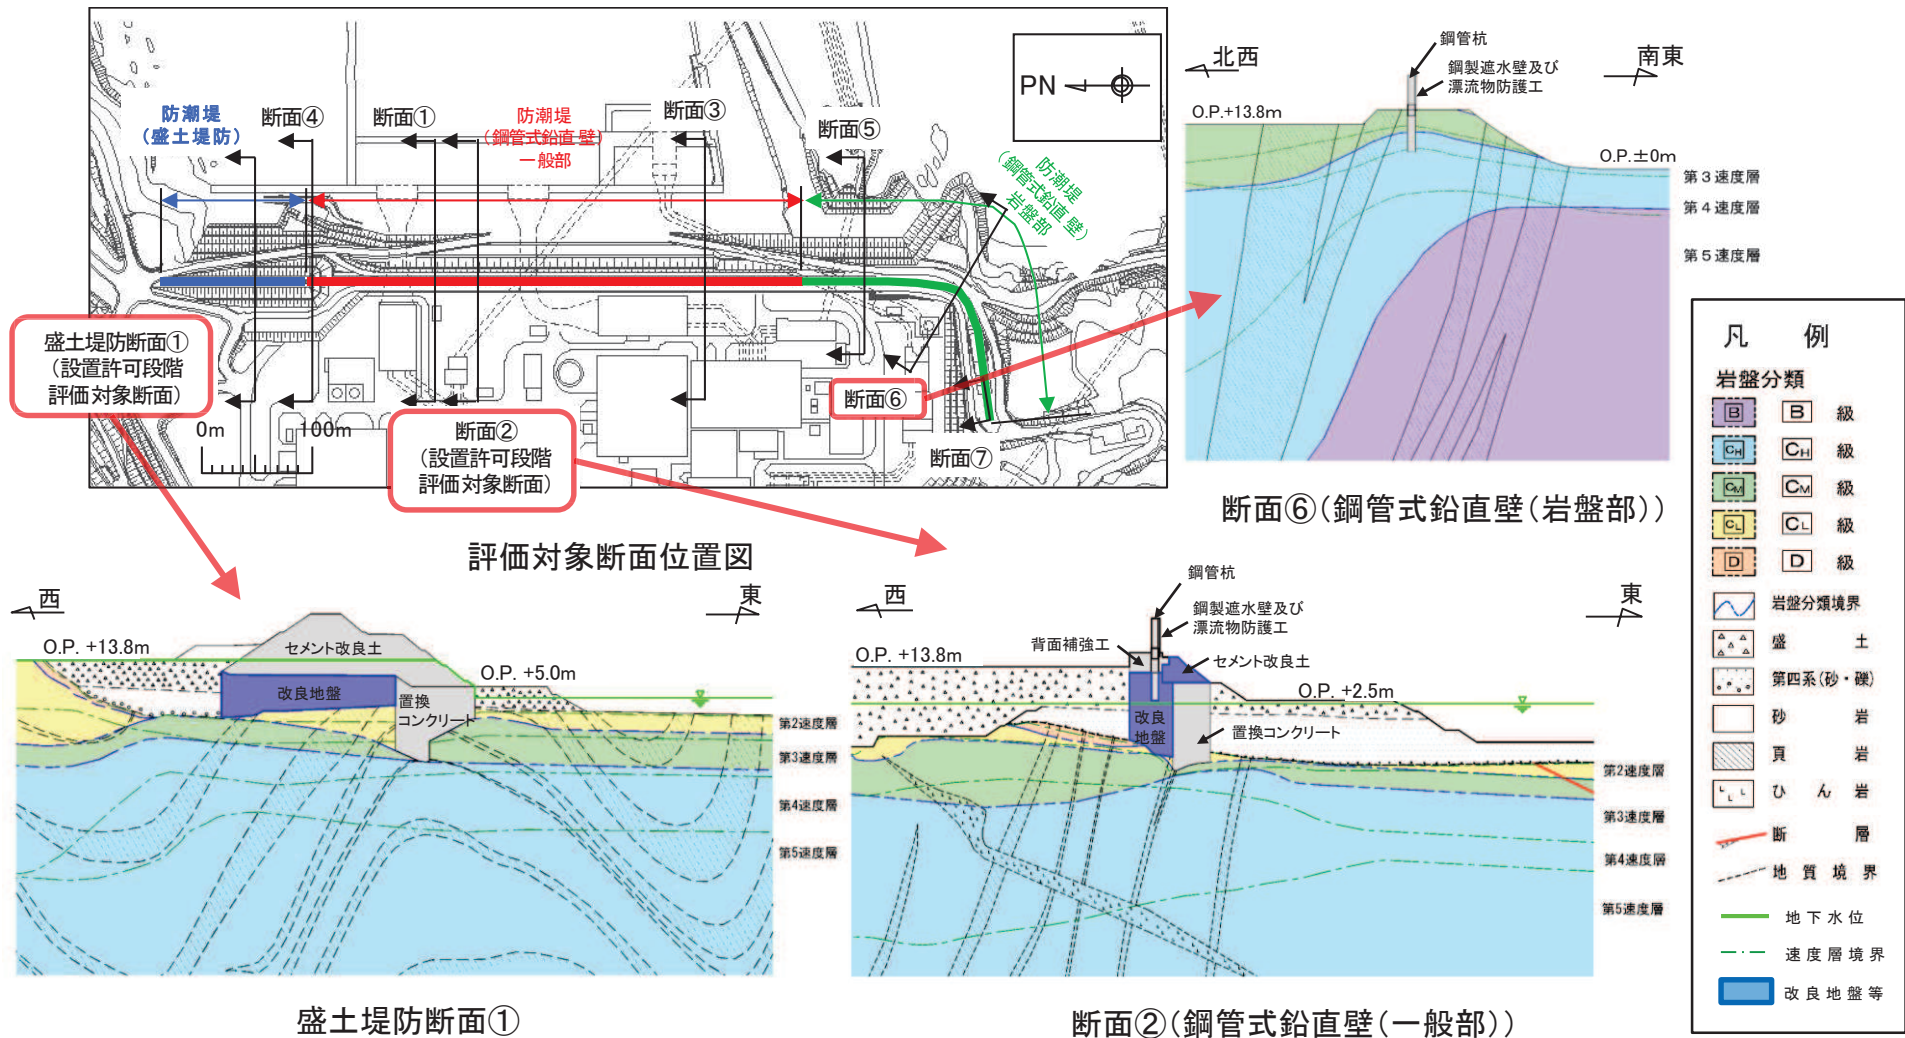 PN
防潮堤
(盛土堤防)
断面④
断面①
防潮堤
(鋼管式鉛直壁)
一般部
断面③
断面⑤
防潮堤
(鋼管式鉛直壁)
岩盤部
盛土堤防断面①
(設置許可段階
評価対象断面)
0m
100m
断面②
(設置許可段階
評価対象断面)
断面⑥
断面⑦
評価対象断面位置図
北西
南東
鋼管杭
鋼製遮水壁及び
漂流物防護工
O.P.+13.8m
O.P.±0m
第3速度層
第4速度層
第5速度層
断面⑥(鋼管式鉛直壁(岩盤部))
西
東
O.P. +13.8m
セメント改良土
O.P. +5.0m
改良地盤
置換
コンクリート
第2速度層
第3速度層
第4速度層
第5速度層
盛土堤防断面①
西
東
鋼管杭
鋼製遮水壁及び
漂流物防護工
背面補強工
セメント改良土
O.P. +13.8m
O.P. +2.5m
改良
地盤
置換コンクリート
第2速度層
第3速度層
第4速度層
第5速度層
断面②(鋼管式鉛直壁(一般部))
凡 例
岩盤分類
B B 級
CH CH 級
CM CM 級
CL CL 級
D D 級
岩盤分類境界
盛 土
第四系(砂・礫)
砂 岩
頁 岩
ひ ん 岩
断 層
地 質 境 界
地 下 水 位
速 度 層 境 界
改 良 地 盤 等